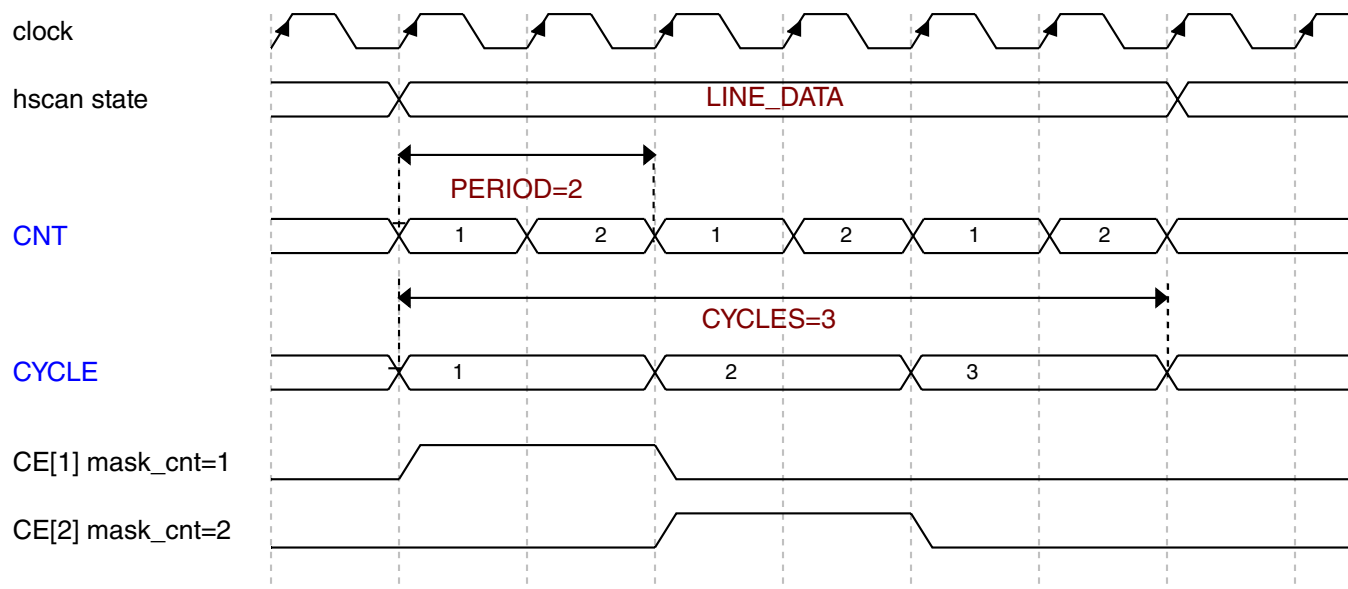 clock
hscan state
LINE_DATA
PERIOD=2
CNT
1 2 1 2 1 2
CYCLES=3
CYCLE
1 2 3
CE[1] mask_cnt=1
CE[2] mask_cnt=2